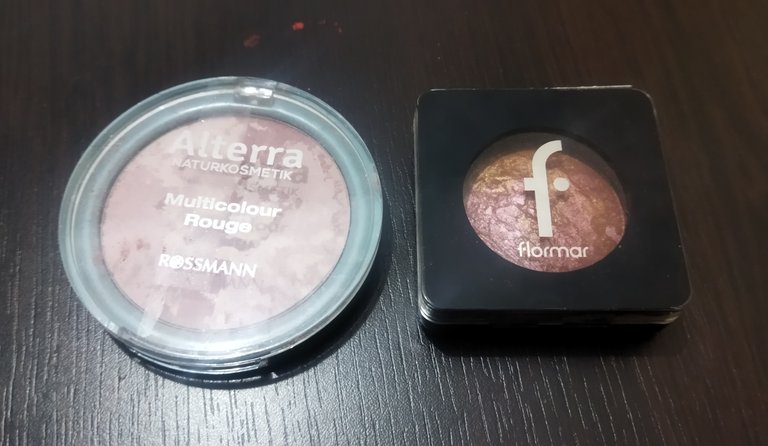 Alterra
NATURKOSMETIK
Multicolour
Rouge
ROSSMANN
f
flormar